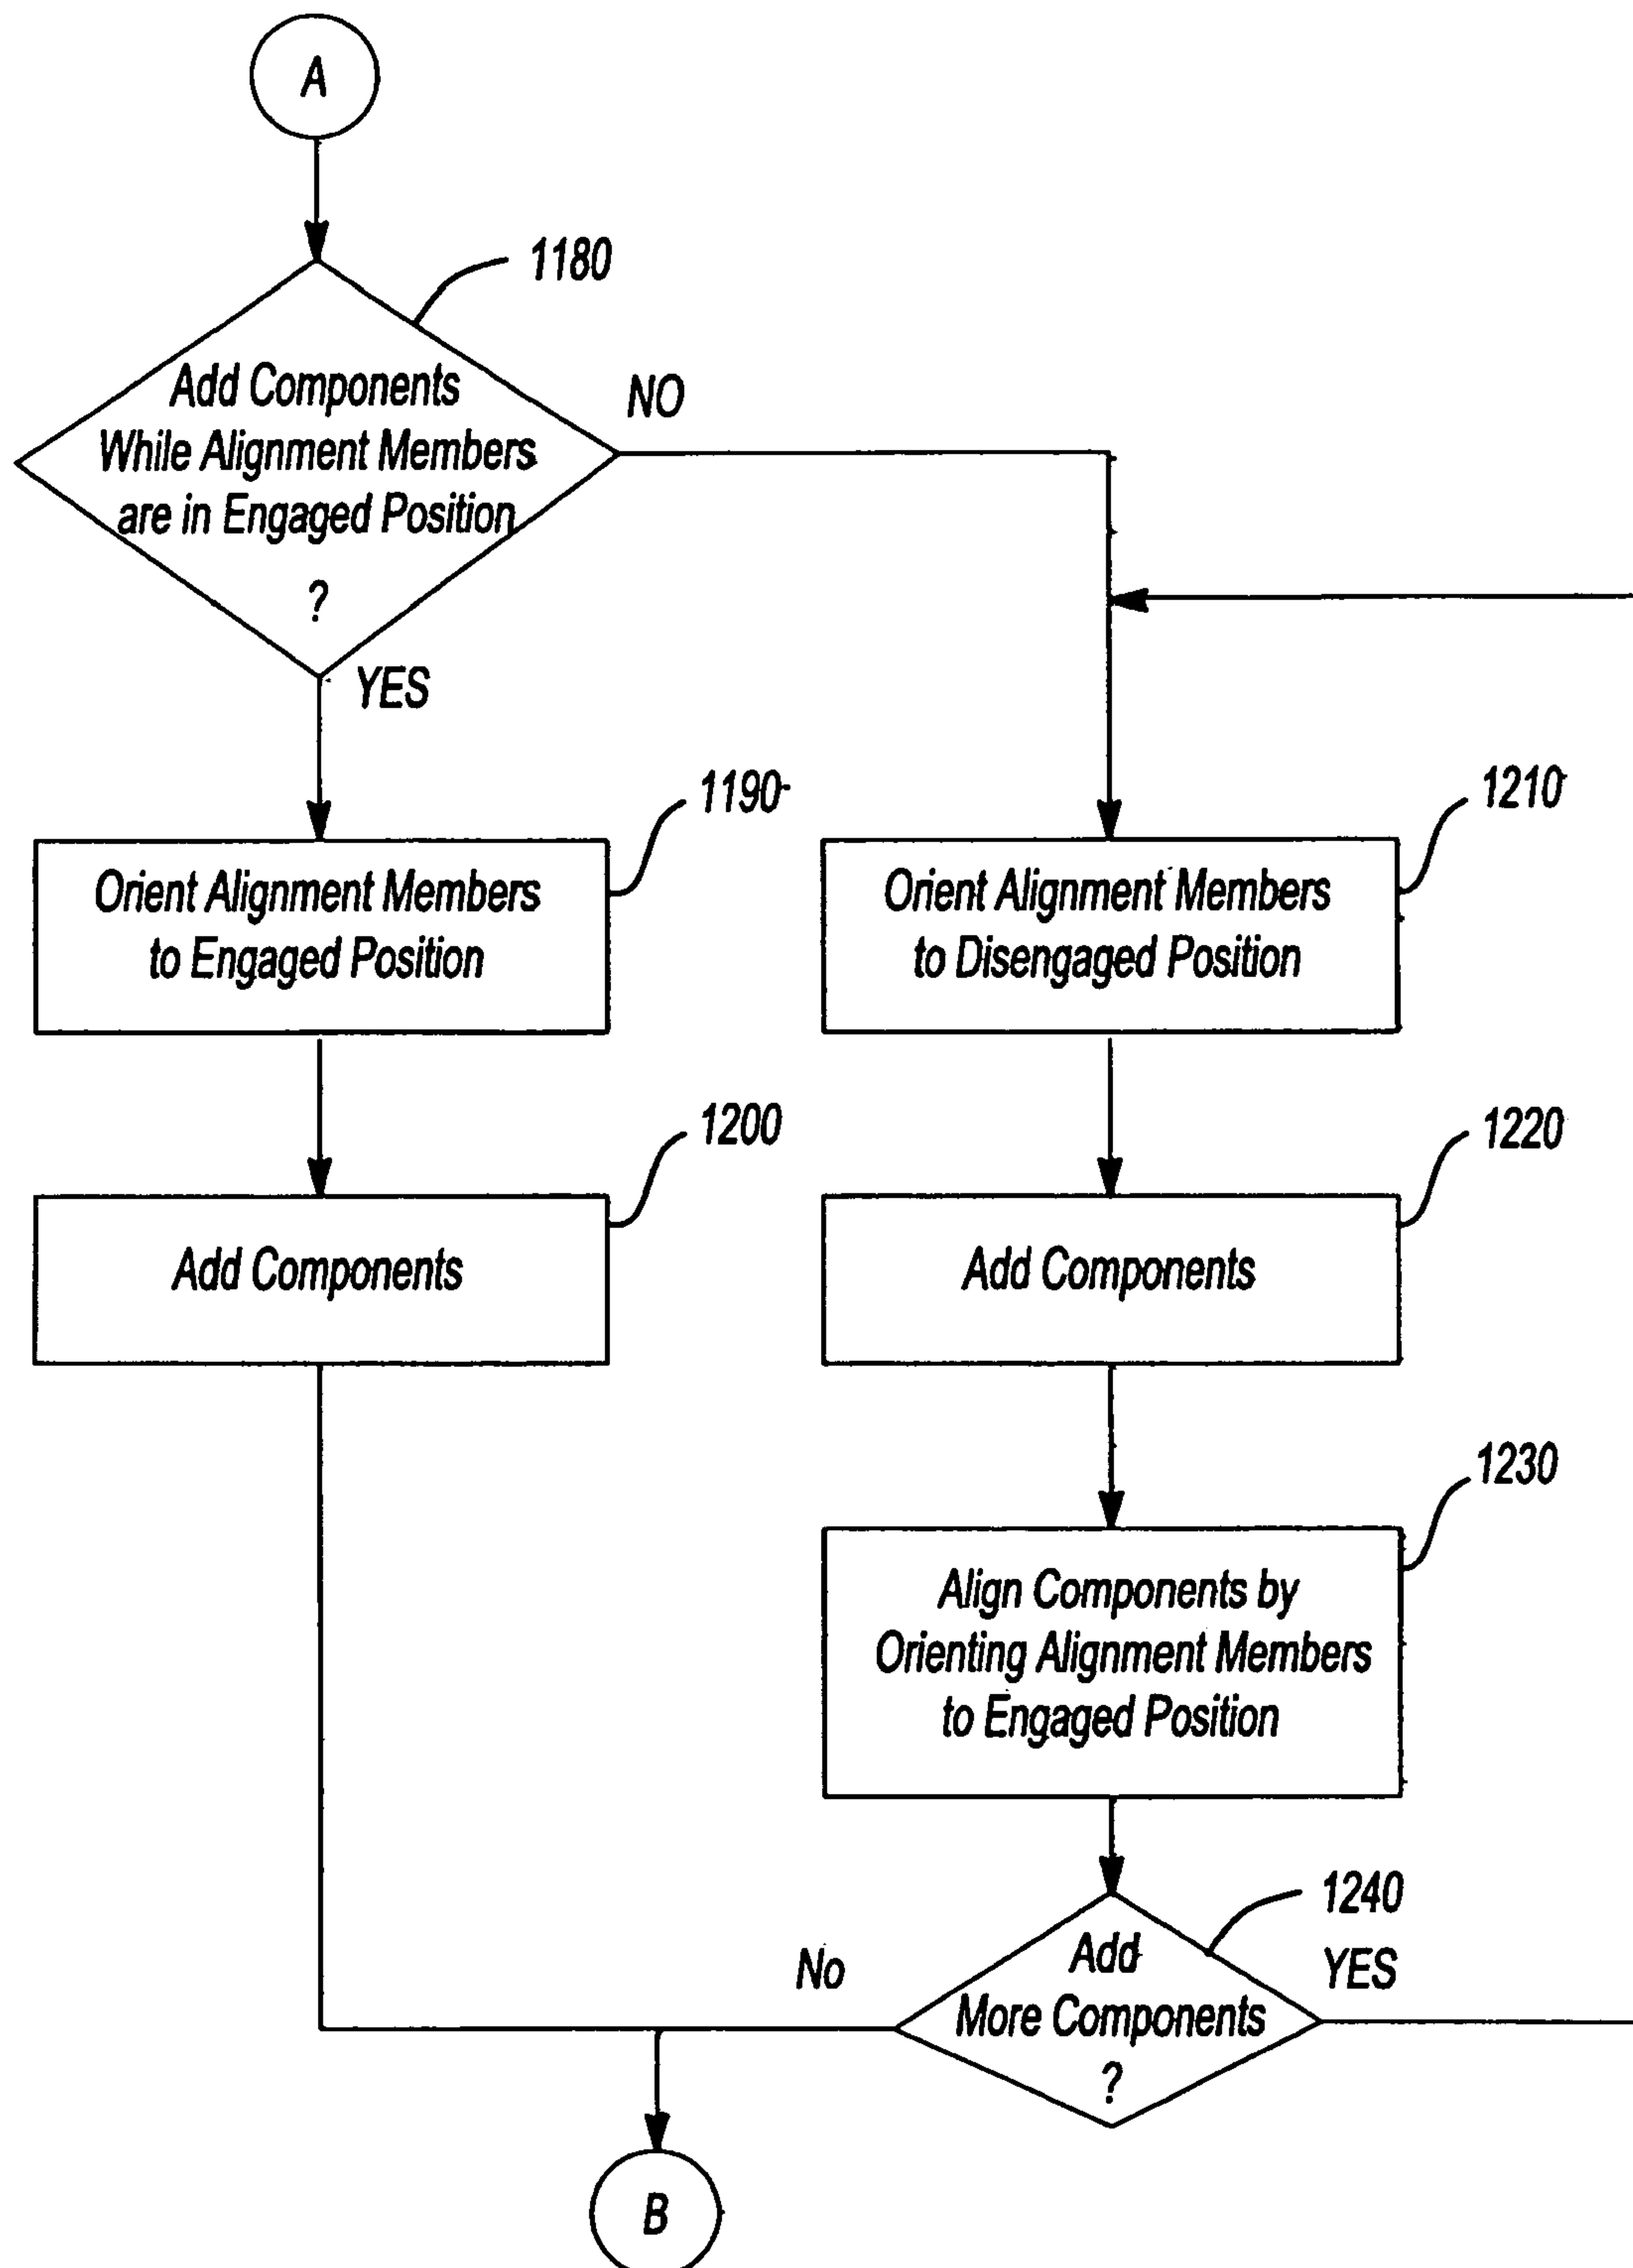 A
1180
Add Components
While Alignment Members
are in Engaged Position
?
NO
YES
1190
Orient Alignment Members
to Engaged Position
1210
Orient Alignment Members
to Disengaged Position
1200
Add Components
1220
Add Components
1230
Align Components by
Orienting Alignment Members
to Engaged Position
1240
Add
More Components
?
No
YES
B